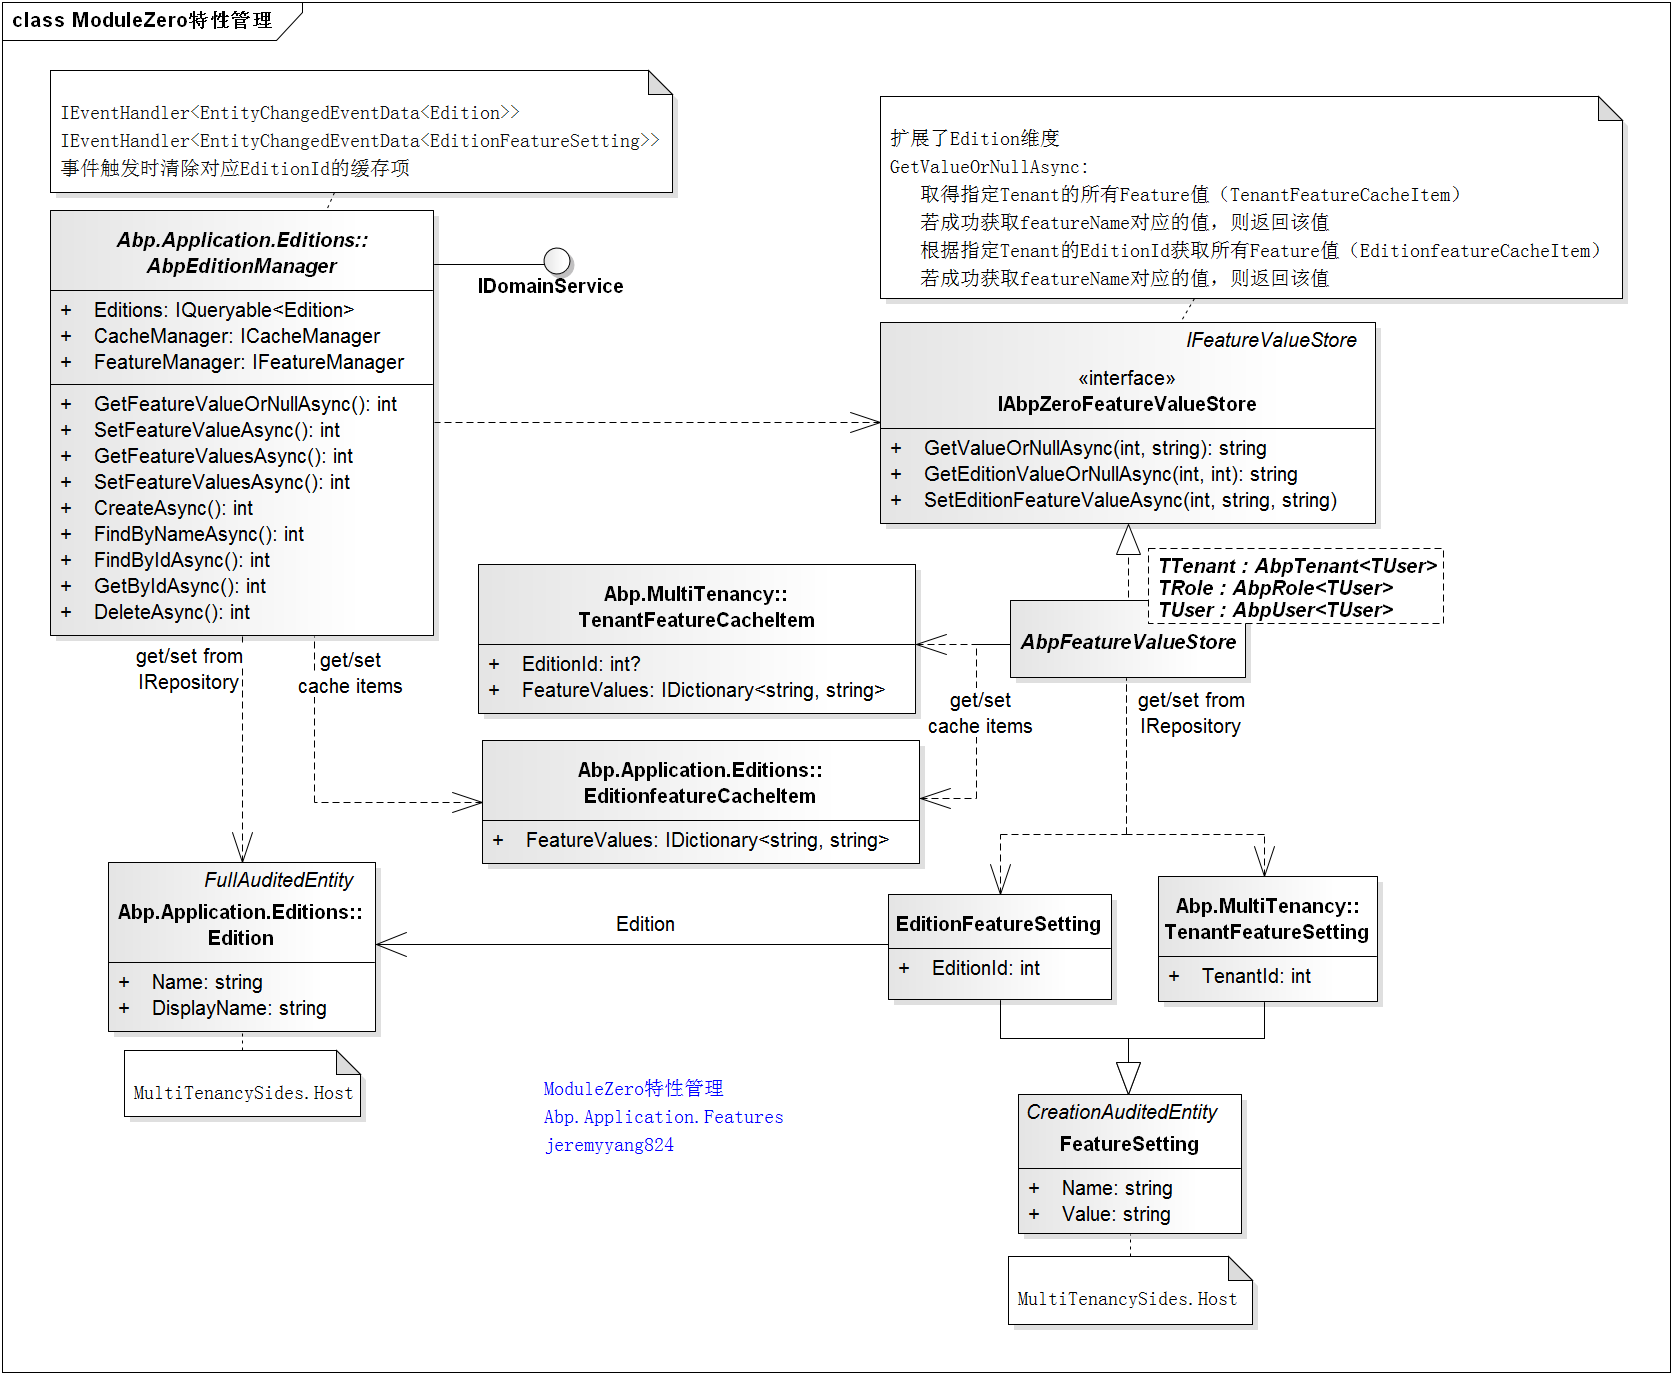 class ModuleZero特性管理
IEventHandler<EntityChangedEventData<Edition>>
IEventHandler<EntityChangedEventData<EditionFeatureSetting>>
事件触发时清除对应EditionId的缓存项
扩展了Edition维度
GetValueOrNullAsync:
取得指定Tenant的所有Feature值（TenantFeatureCacheItem）
若成功获取featureName对应的值，则返回该值
根据指定Tenant的EditionId获取所有Feature值（EditionfeatureCacheItem）
若成功获取featureName对应的值，则返回该值
Abp.Application.Editions::
AbpEditionManager
+ Editions: IQueryable<Edition>
+ CacheManager: ICacheManager
+ FeatureManager: IFeatureManager
+ GetFeatureValueOrNullAsync(): int
+ SetFeatureValueAsync(): int
+ GetFeatureValuesAsync(): int
+ SetFeatureValuesAsync(): int
+ CreateAsync(): int
+ FindByNameAsync(): int
+ FindByIdAsync(): int
+ GetByIdAsync(): int
+ DeleteAsync(): int
IDomainService
IFeatureValueStore
«interface»
IAbpZeroFeatureValueStore
+ GetValueOrNullAsync(int, string): string
+ GetEditionValueOrNullAsync(int, int): string
+ SetEditionFeatureValueAsync(int, string, string)
TTenant : AbpTenant<TUser>
TRole : AbpRole<TUser>
TUser : AbpUser<TUser>
AbpFeatureValueStore
Abp.MultiTenancy::
TenantFeatureCacheItem
+ EditionId: int?
+ FeatureValues: IDictionary<string, string>
get/set from
IRepository
get/set
cache items
get/set
cache items
get/set from
IRepository
Abp.Application.Editions::
EditionfeatureCacheItem
+ FeatureValues: IDictionary<string, string>
FullAuditedEntity
Abp.Application.Editions::
Edition
+ Name: string
+ DisplayName: string
MultiTenancySides.Host
Edition
EditionFeatureSetting
+ EditionId: int
Abp.MultiTenancy::
TenantFeatureSetting
+ TenantId: int
ModuleZero特性管理
Abp.Application.Features
jeremyyang824
CreationAuditedEntity
FeatureSetting
+ Name: string
+ Value: string
MultiTenancySides.Host